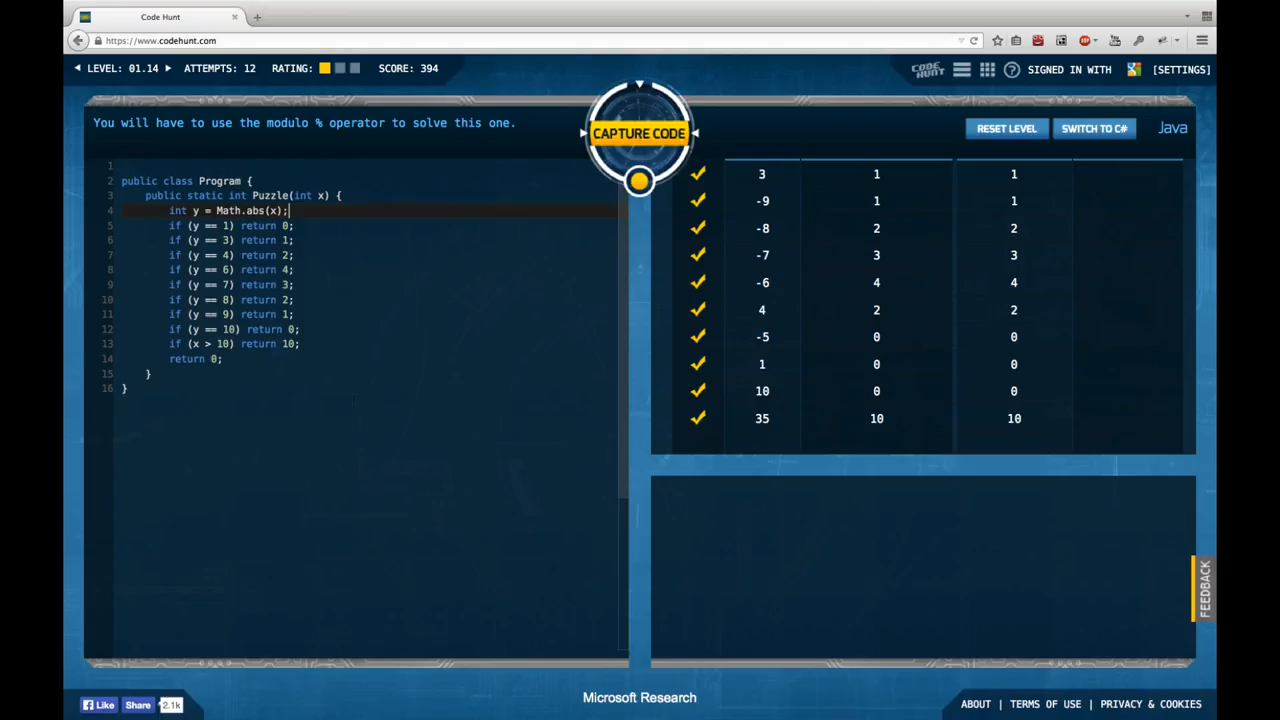 Code Hunt
https://www.codehunt.com
LEVEL: 01.14 ATTEMPTS: 12 RATING: SCORE: 394
CODE HUNT
SIGNED IN WITH [SETTINGS]
You will have to use the modulo % operator to solve this one.
CAPTURE CODE
RESET LEVEL SWITCH TO C# Java
1
2 public class Program {
3 public static int Puzzle(int x) {
4 int y = Math.abs(x);
5 if (y == 1) return 0;
6 if (y == 3) return 1;
7 if (y == 4) return 2;
8 if (y == 6) return 4;
9 if (y == 7) return 3;
10 if (y == 8) return 2;
11 if (y == 9) return 1;
12 if (y == 10) return 0;
13 if (x > 10) return 10;
14 return 0;
15 }
16 }
3 1 1
-9 1 1
-8 2 2
-7 3 3
-6 4 4
4 2 2
-5 0 0
1 0 0
10 0 0
35 10 10
FEEDBACK
Like Share 2.1k
Microsoft Research
ABOUT | TERMS OF USE | PRIVACY & COOKIES